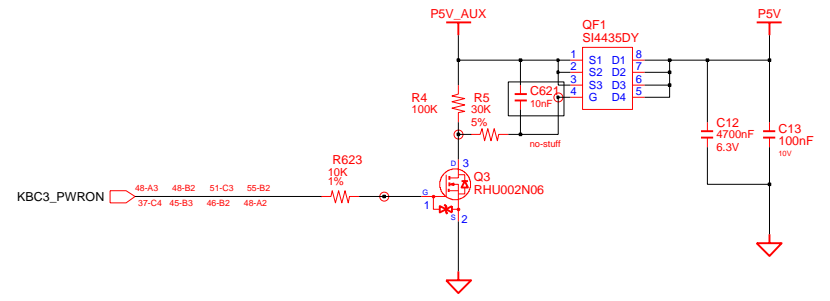 P5V_AUX
P5V
QF1
SI4435DY
1 S1 D1 8
2 S2 D2 7
3 S3 D3 6
4 G D4 5
C621
10nF
R4
100K
R5
30K
5%
no-stuff
C12
4700nF
6.3V
C13
100nF
10V
R623
10K
1%
D 3
Q3
RHU002N06
G
1
S 2
KBC3_PWRON
48-A3 48-B2 51-C3 55-B2
37-C4 45-B3 46-B2 48-A2